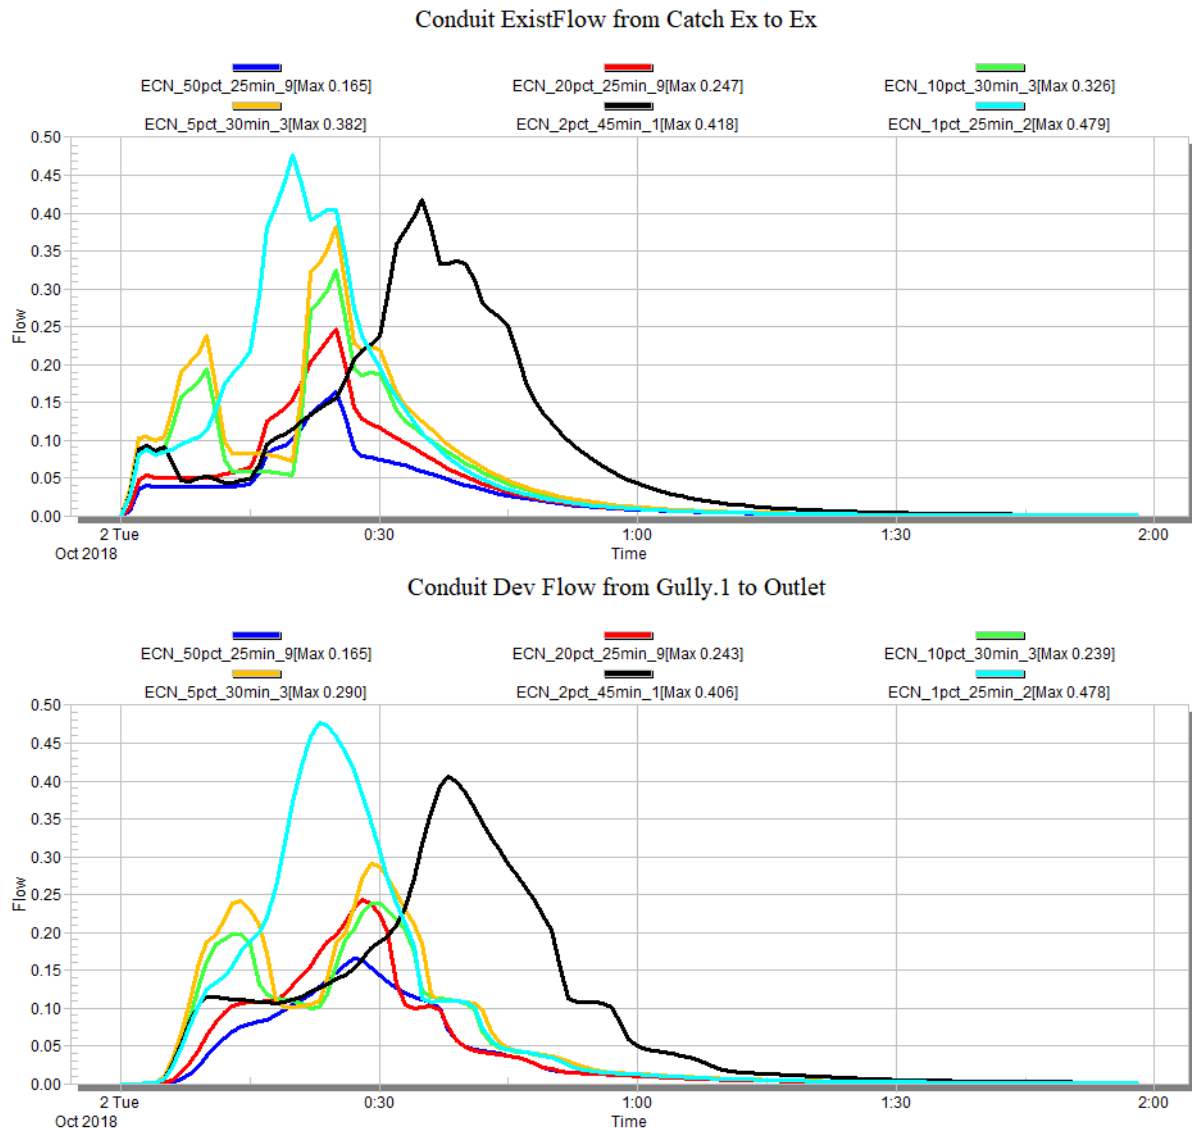 Conduit ExistFlow from Catch Ex to Ex
ECN_50pct_25min_9[Max 0.165] ECN_20pct_25min_9[Max 0.247] ECN_10pct_30min_3[Max 0.326]
ECN_5pct_30min_3[Max 0.382] ECN_2pct_45min_1[Max 0.418] ECN_1pct_25min_2[Max 0.479]
0.50
0.45
0.40
0.35
0.30
Flow
0.25
0.20
0.15
0.10
0.05
0.00
2 Tue 0:30 1:00 1:30 2:00
Oct 2018 Time
Conduit Dev Flow from Gully.1 to Outlet
ECN_50pct_25min_9[Max 0.165] ECN_20pct_25min_9[Max 0.243] ECN_10pct_30min_3[Max 0.239]
ECN_5pct_30min_3[Max 0.290] ECN_2pct_45min_1[Max 0.406] ECN_1pct_25min_2[Max 0.478]
0.50
0.45
0.40
0.35
0.30
Flow
0.25
0.20
0.15
0.10
0.05
0.00
2 Tue 0:30 1:00 1:30 2:00
Oct 2018 Time